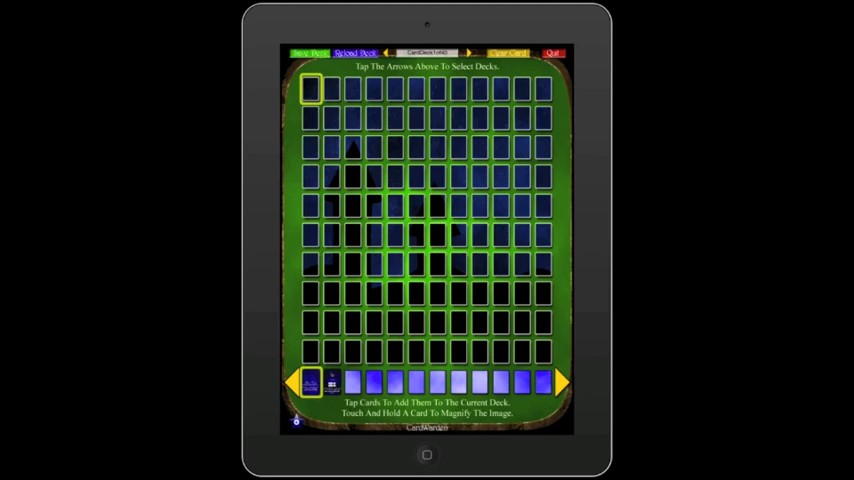 Save Deck Reload Deck CardDeckTo60 Clear Card Quit
Tap The Arrows Above To Select Decks.
Tap Cards To Add Them To The Current Deck.
Touch And Hold A Card To Magnify The Image.
CardWarden